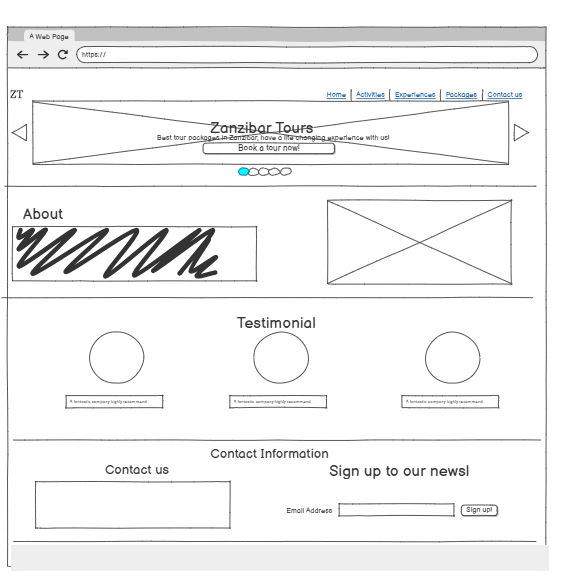 A Web Page
https://
ZT
Home Activities Experiences Packages Contact us
Zanzibar Tours
Best tour packages in Zanzibar, have a life changing experience with us!
Book a tour now!
About
Testimonial
A fantastic company highly recommend
A fantastic company highly recommend
A fantastic company highly recommend
Contact Information
Contact us
Sign up to our news!
Email Address
Sign up!